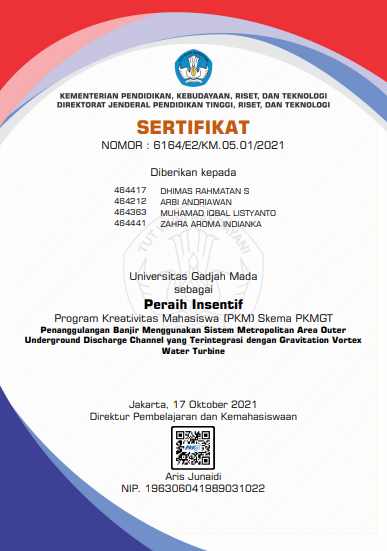 KEMENTERIAN PENDIDIKAN, KEBUDAYAAN, RISET, DAN TEKNOLOGI
DIREKTORAT JENDERAL PENDIDIKAN TINGGI, RISET, DAN TEKNOLOGI
SERTIFIKAT
NOMOR : 6164/E2/KM.05.01/2021
Diberikan kepada
464417 DHIMAS RAHMATAN S
464212 ARBI ANDRIAWAN
464363 MUHAMAD IQBAL LISTYANTO
464441 ZAHRA AROMA INDIANKA
Universitas Gadjah Mada
sebagai
Peraih Insentif
Program Kreativitas Mahasiswa (PKM) Skema PKMGT
Penanggulangan Banjir Menggunakan Sistem Metropolitan Area Outer
Underground Discharge Channel yang Terintegrasi dengan Gravitation Vortex
Water Turbine
Jakarta, 17 Oktober 2021
Direktur Pembelajaran dan Kemahasiswaan
Aris Junaidi
NIP. 196306041989031022